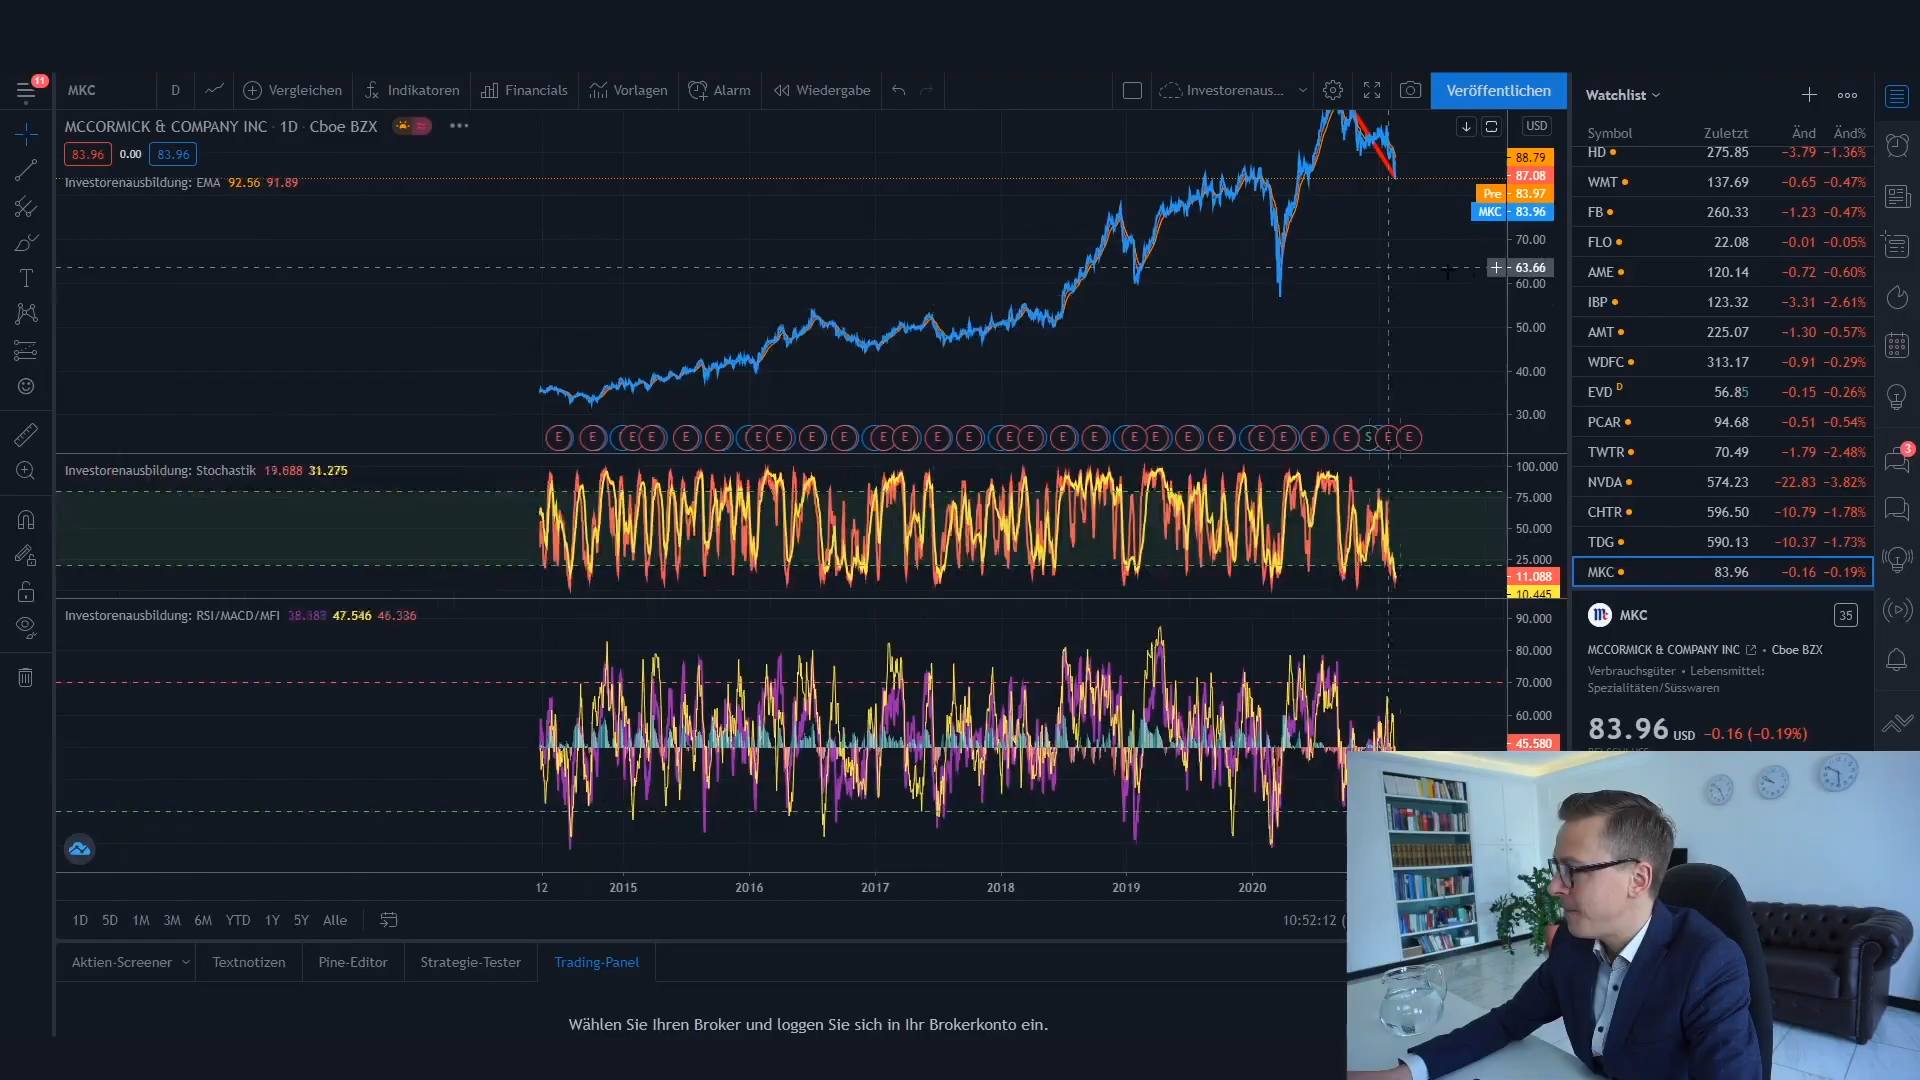 11
MKC
D
Vergleichen
Indikatoren
Financials
Vorlagen
Alarm
Wiedergabe
Investorenaus...
Veröffentlichen
MCCORMICK & COMPANY INC · 1D · Cboe BZX
USD
83.96
0.00
83.96
Investorenausbildung: EMA 92.56 91.89
88.79
87.08
Pre 83.97
MKC 83.96
70.00
63.66
60.00
50.00
40.00
30.00
E E E E E E E E E E E E E E E E E E E E E E E E E S E E
Investorenausbildung: Stochastik 19.688 31.275
100.000
75.000
50.000
25.000
11.088
10.445
Investorenausbildung: RSI/MACD/MFI 47.546 46.336
90.000
80.000
70.000
60.000
45.580
12 2015 2016 2017 2018 2019 2020
1D 5D 1M 3M 6M YTD 1Y 5Y Alle
10:52:12 (
Aktien-Screener
Textnotizen
Pine-Editor
Strategie-Tester
Trading-Panel
Wählen Sie Ihren Broker und loggen Sie sich in Ihr Brokerkonto ein.
Watchlist
Symbol Zuletzt Änd Änd%
HD 275.85 −3.79 −1.36%
WMT 137.69 −0.65 −0.47%
FB 260.33 −1.23 −0.47%
FLO 22.08 −0.01 −0.05%
AME 120.14 −0.72 −0.60%
IBP 123.32 −3.31 −2.61%
AMT 225.07 −1.30 −0.57%
WDFC 313.17 −0.91 −0.29%
EVD D 56.85 −0.15 −0.26%
PCAR 94.68 −0.51 −0.54%
TWTR 70.49 −1.79 −2.48%
NVDA 574.23 −22.83 −3.82%
CHTR 596.50 −10.79 −1.78%
TDG 590.13 −10.37 −1.73%
MKC 83.96 −0.16 −0.19%
MKC
35
MCCORMICK & COMPANY INC • Cboe BZX
Verbrauchsgüter • Lebensmittel:
Spezialitäten/Süsswaren
83.96 USD −0.16 (−0.19%)
3